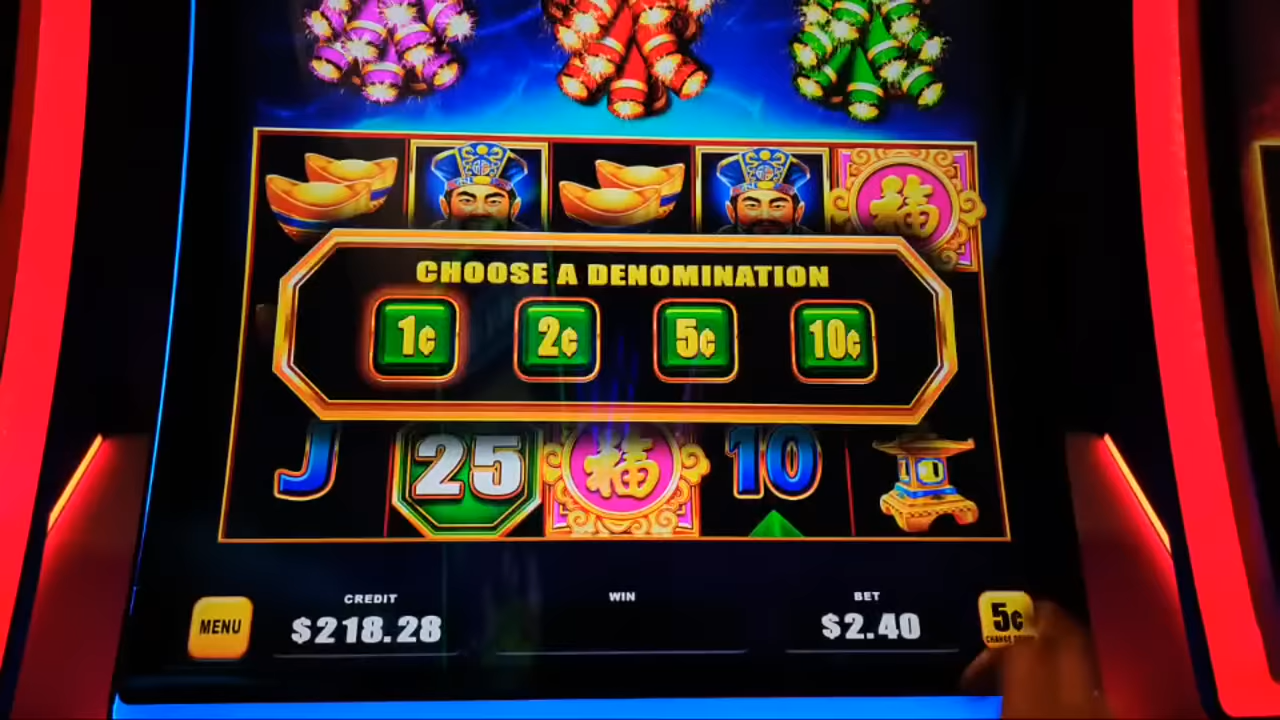 福
CHOOSE A DENOMINATION
1¢ 2¢ 5¢ 10¢
J 25 福 10
CREDIT WIN BET
MENU $218.28 $2.40 5¢
CHANGE